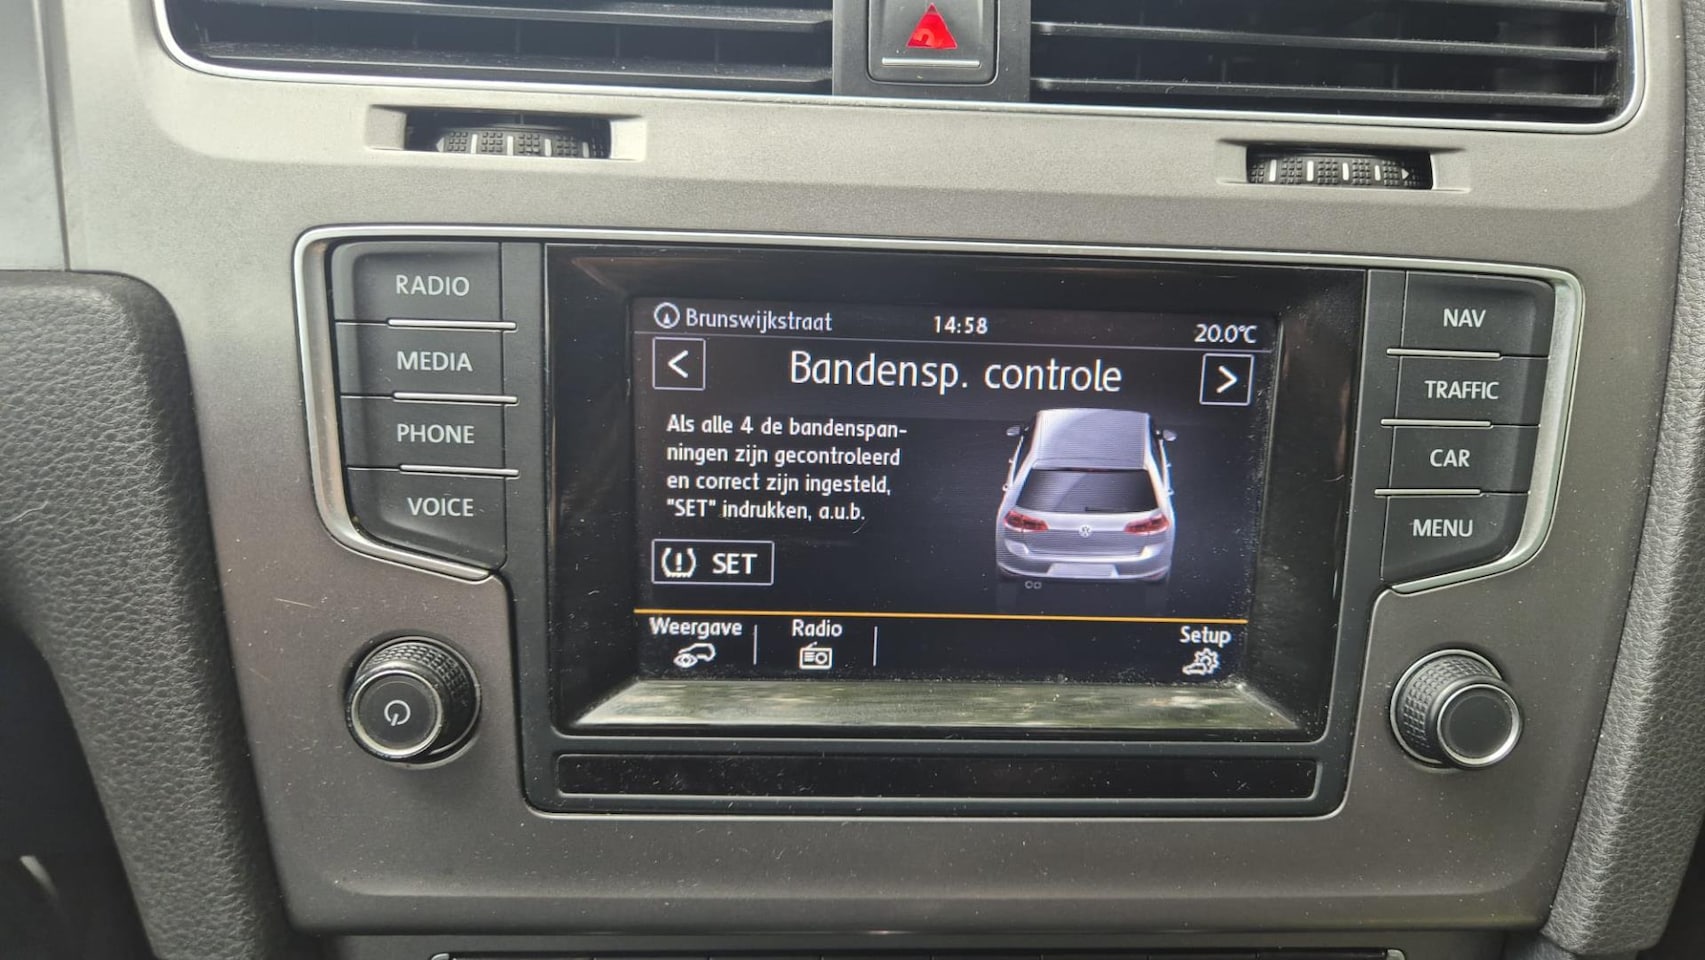 RADIO
MEDIA
PHONE
VOICE
Brunswijkstraat 14:58 20.0°C
< Bandensp. controle >
Als alle 4 de bandenspan-
ningen zijn gecontroleerd
en correct zijn ingesteld,
"SET" indrukken, a.u.b.
SET
Weergave Radio Setup
NAV
TRAFFIC
CAR
MENU